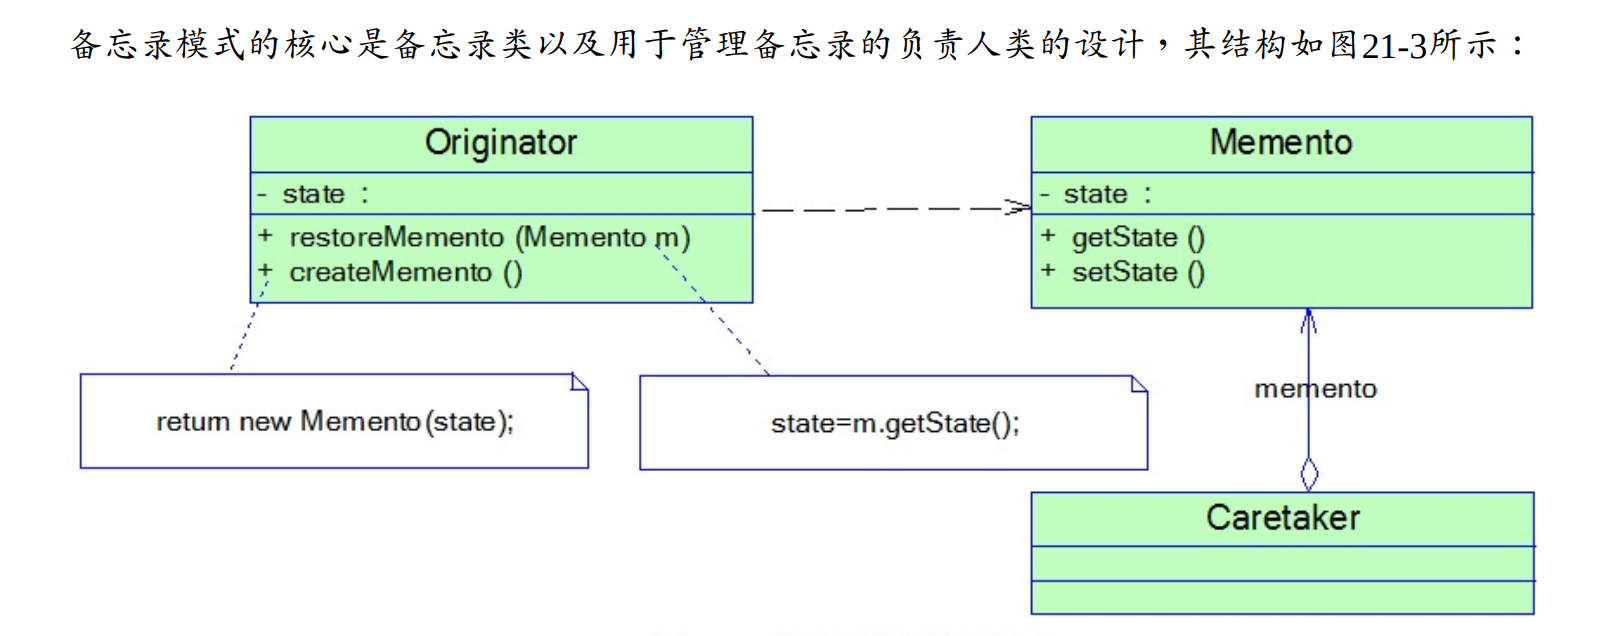 备忘录模式的核心是备忘录类以及用于管理备忘录的负责人类的设计，其结构如图21-3所示：
Originator
- state :
+ restoreMemento (Memento m)
+ createMemento ()
Memento
- state :
+ getState ()
+ setState ()
return new Memento(state);
state=m.getState();
memento
Caretaker